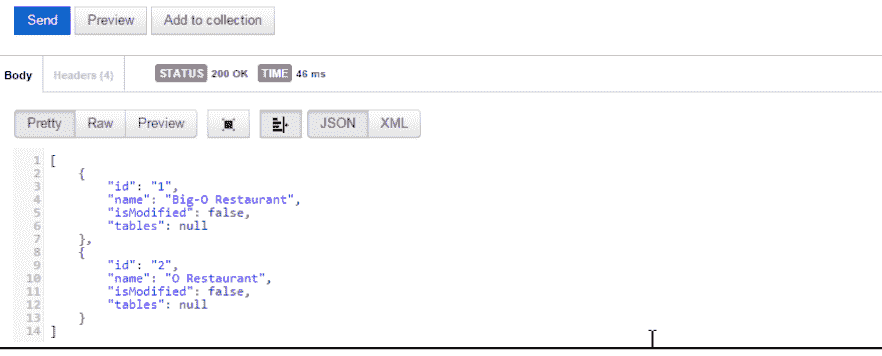 Send Preview Add to collection
Body Headers (4) STATUS 200 OK TIME 46 ms
Pretty Raw Preview JSON XML
1 [
2 {
3 "id": "1",
4 "name": "Big-O Restaurant",
5 "isModified": false,
6 "tables": null
7 },
8 {
9 "id": "2",
10 "name": "O Restaurant",
11 "isModified": false,
12 "tables": null
13 }
14 ]